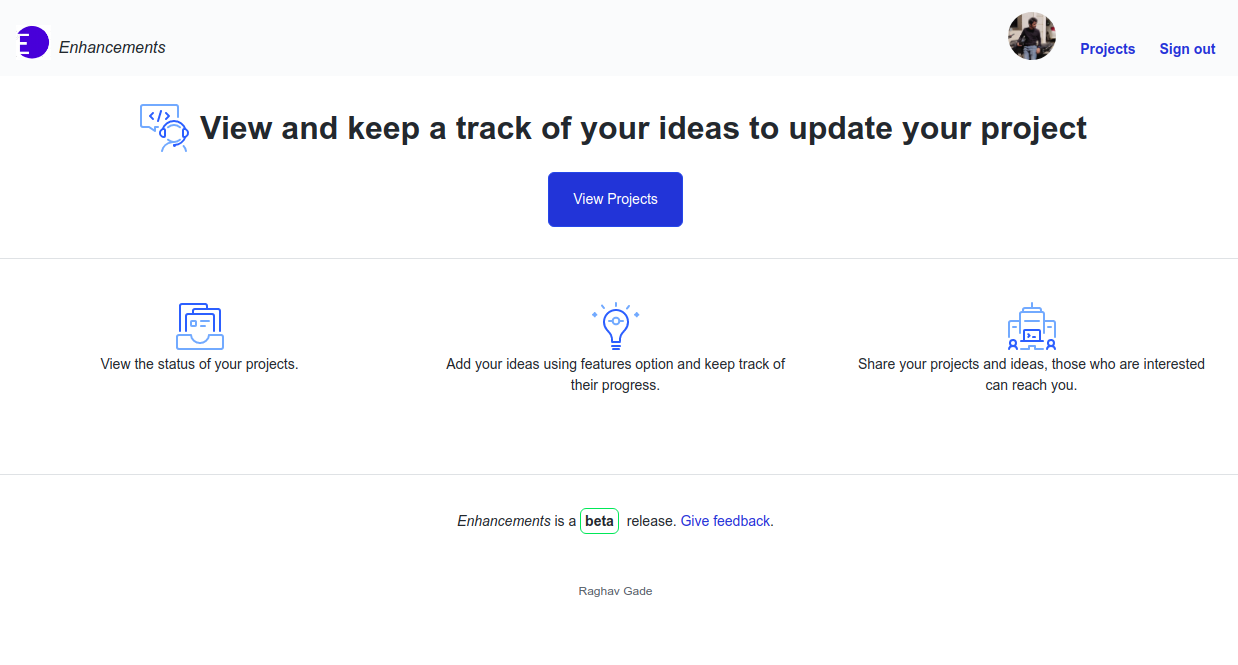 Enhancements
Projects
Sign out
View and keep a track of your ideas to update your project
View Projects
View the status of your projects.
Add your ideas using features option and keep track of
their progress.
Share your projects and ideas, those who are interested
can reach you.
Enhancements is a beta release. Give feedback.
Raghav Gade